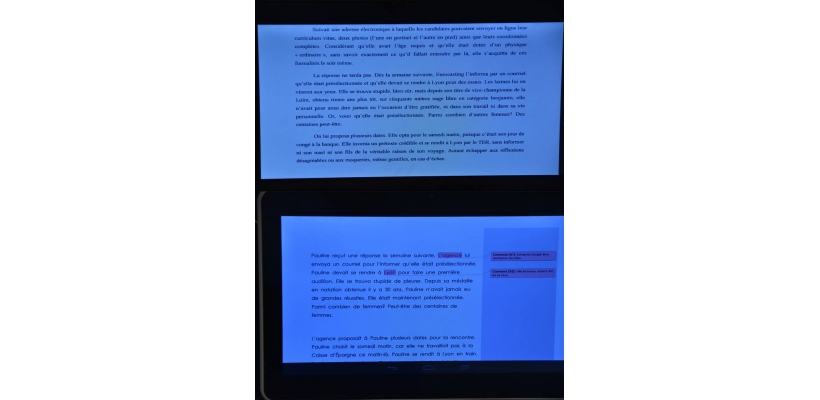 Suivait une adresse électronique à laquelle les candidates pouvaient envoyer en ligne leur
curriculum vitae, deux photos (l'une en portrait et l'autre en pied) ainsi que leurs coordonnées
complètes. Considérant qu'elle avait l'âge requis et qu'elle était dotée d'un physique
« ordinaire », sans savoir exactement ce qu'il fallait entendre par là, elle s'acquitta de ces
formalités le soir même.
La réponse ne tarda pas. Dès la semaine suivante, l'informa par un courriel
qu'elle était présélectionnée et qu'elle devait se rendre à Lyon pour des essais. Les larmes lui
vinrent aux yeux. Elle se trouva stupide, bien sûr, mais depuis son titre de vice-championne de la
Loire, obtenu trente ans plus tôt, sur cinquante mètres nage libre en catégorie benjamin, elle
n'avait pour ainsi dire jamais eu l'occasion d'être gratifiée, ni dans son travail ni dans sa vie
personnelle. Or, voici qu'elle était présélectionnée. Parmi combien d'autres femmes? Des
centaines peut-être.
On lui proposa plusieurs dates. Elle opta pour le samedi matin, puisque c'était son jour de
congé à la banque. Elle inventa un prétexte crédible et se rendit à Lyon par le TER, sans informer
ni son mari ni son fils de la véritable raison de son voyage. Autant échapper aux réflexions
désagréables ou aux moqueries, même gentilles, en cas d'échec.
Pauline reçut une réponse la semaine suivante. L'agence lui
envoya un courriel pour l'informer qu'elle était présélectionnée.
Pauline devait se rendre à Lyon pour faire une première
audition. Elle se trouva stupide de pleurer. Depuis sa médaille
en natation obtenue il y a 30 ans, Pauline n'avait jamais eu
de grandes réussites. Elle était maintenant présélectionnée.
Parmi combien de femmes? Peut-être des centaines de
femmes.
L'agence proposait à Pauline plusieurs dates pour la rencontre.
Pauline choisit le samedi matin, car elle ne travaillait pas à la
Caisse d'Épargne ce matin-là. Pauline se rendit à Lyon en train,